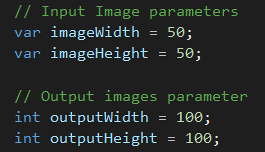 // Input Image parameters
var imageWidth = 50;
var imageHeight = 50;
// Output images parameter
int outputWidth = 100;
int outputHeight = 100;